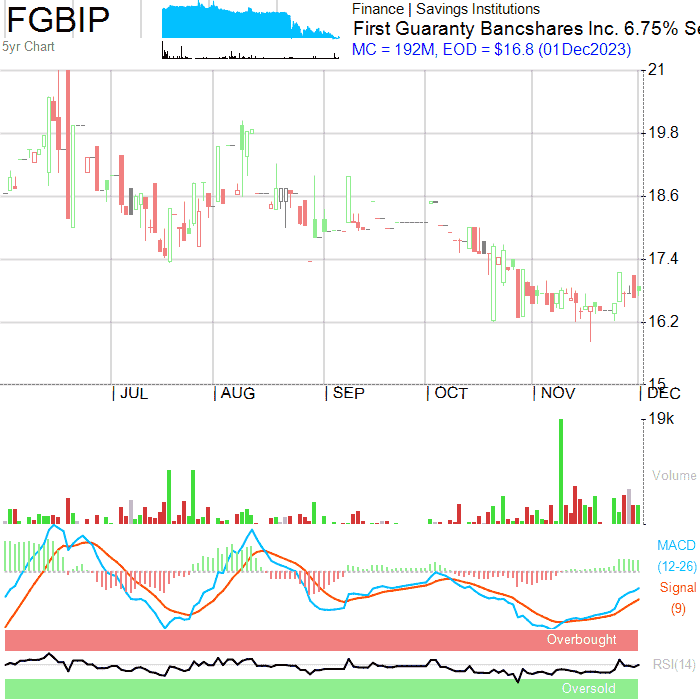 FGBIP
5yr Chart
Finance | Savings Institutions
First Guaranty Bancshares Inc. 6.75% Se
MC = 192M, EOD = $16.8 (01Dec2023)
21
19.8
18.6
17.4
16.2
15
JUL AUG SEP OCT NOV DEC
19k
Volume
MACD
(12-26)
Signal
(9)
Overbought
RSI(14)
Oversold